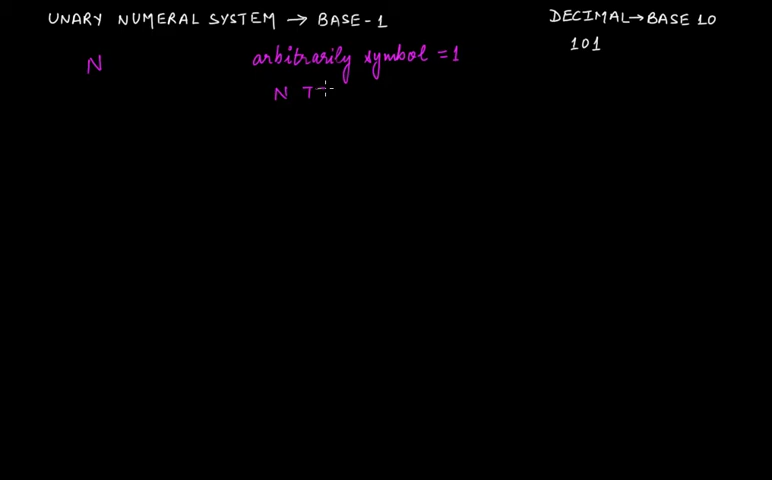 UNARY NUMERAL SYSTEM → BASE-1
DECIMAL→BASE 10
101
N
arbitrarily symbol = 1
N T